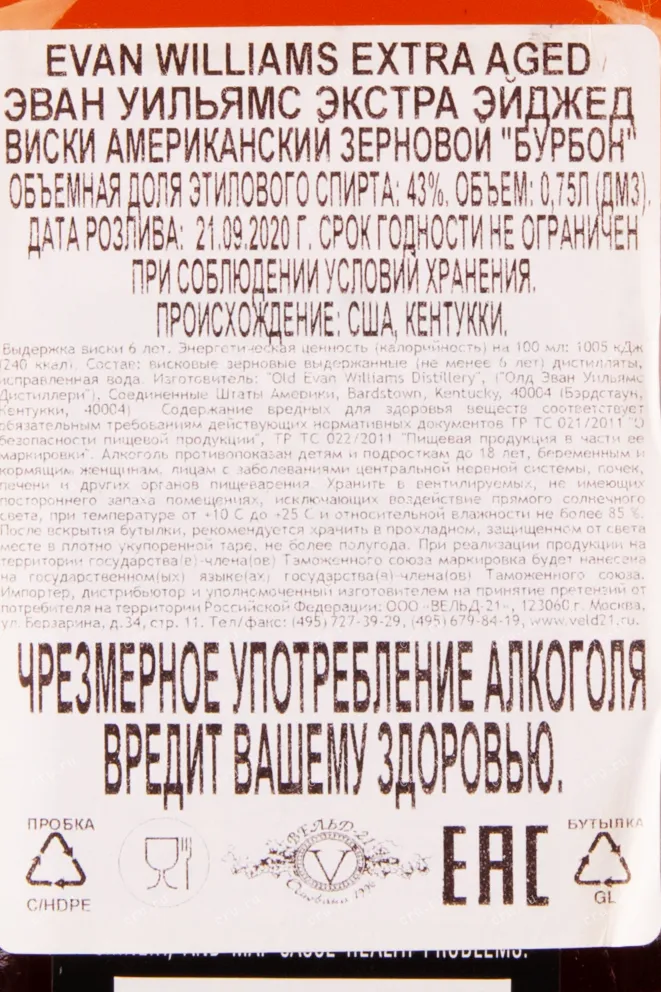 EVAN WILLIAMS EXTRA AGED
ЭВАН УИЛЬЯМС ЭКСТРА ЭЙДЖЕД
ВИСКИ АМЕРИКАНСКИЙ ЗЕРНОВОЙ "БУРБОН"
ОБЪЕМНАЯ ДОЛЯ ЭТИЛОВОГО СПИРТА: 43%, ОБЪЕМ: 0,75Л (ДМ3).
ДАТА РОЗЛИВА: 21.09.2020 Г. СРОК ГОДНОСТИ НЕ ОГРАНИЧЕН
ПРИ СОБЛЮДЕНИИ УСЛОВИЙ ХРАНЕНИЯ.
ПРОИСХОЖДЕНИЕ: США, КЕНТУККИ.
Выдержка виски 6 лет. Энергетическая ценность (калорийность) на 100 мл: 1005 кДж
(240 ккал). Состав: висковые зерновые выдержанные (не менее 6 лет) дистилляты,
исправленная вода. Изготовитель: "Old Evan Williams Distillery", ("Олд Эван Уильямс
Дистиллери"), Соединенные Штаты Америки, Bardstown, Kentucky, 40004 (Бардстаун,
Кентукки, 40004) Содержание вредных для здоровья веществ соответствует
обязательным требованиям действующих нормативных документов ТР ТС 021/2011 "О
безопасности пищевой продукции", ТР ТС 022/2011 "Пищевая продукция в части ее
маркировки". Алкоголь противопоказан детям и подросткам до 18 лет, беременным и
кормящим женщинам, лицам с заболеваниями центральной нервной системы, почек,
печени и других органов пищеварения. Хранить в вентилируемых, не имеющих
постороннего запаха помещениях, исключающих воздействие прямого солнечного
света, при температуре от +10 С до +25 С и относительной влажности не более 85 %.
После вскрытия бутылки, рекомендуется хранить в прохладном, защищенном от света
месте в плотно укупоренной таре, не более полугода. При реализации продукции на
территории государства(в)-члена(ов) Таможенного союза маркировка будет нанесена
на государственном(ых) языке(ах) государства(в)-члена(ов) Таможенного союза.
Импортер, дистрибьютор и уполномоченный изготовителем на принятие претензий от
потребителя на территории Российской Федерации: ООО «ВЕЛЬД-21», 123060 г. Москва,
ул. Берзарина, д.34, стр. 11. Тел/факс: (495)727-39-29, (495)679-84-19, www.veld21.ru.
ЧРЕЗМЕРНОЕ УПОТРЕБЛЕНИЕ АЛКОГОЛЯ
ВРЕДИТ ВАШЕМУ ЗДОРОВЬЮ.
ПРОБКА
C/HDPE
ВЕЛЬД-21
V
Основана 1996
EAC
БУТЫЛКА
GL
AND MAY CAUSE HEALTH PROBLEMS.